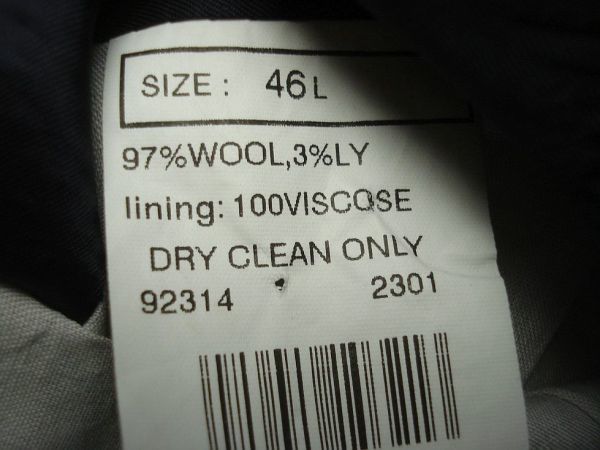 SIZE: 46L
97%WOOL,3%LY
lining: 100VISCOSE
DRY CLEAN ONLY
92314 2301